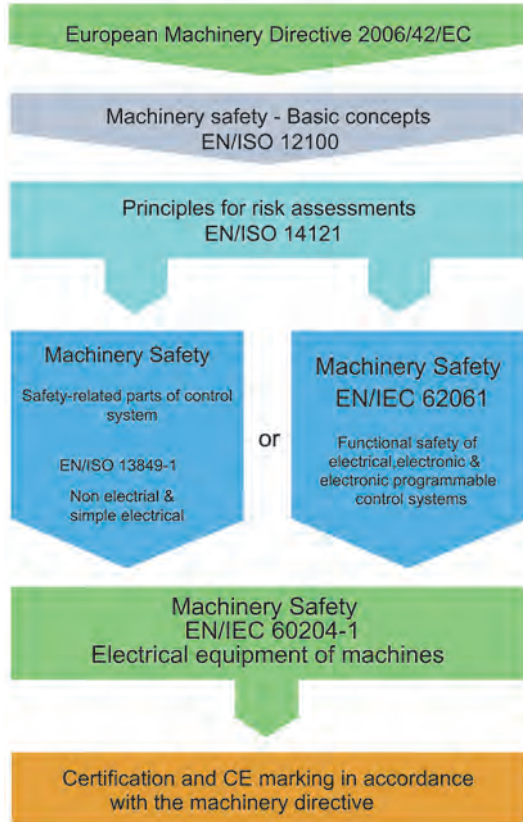 European Machinery Directive 2006/42/EC
Machinery safety - Basic concepts
EN/ISO 12100
Principles for risk assessments
EN/ISO 14121
Machinery Safety
Safety-related parts of control
system
EN/ISO 13849-1
Non electrial &
simple electrical
or
Machinery Safety
EN/IEC 62061
Functional safety of
electrical,electronic &
electronic programmable
control systems
Machinery Safety
EN/IEC 60204-1
Electrical equipment of machines
Certification and CE marking in accordance
with the machinery directive